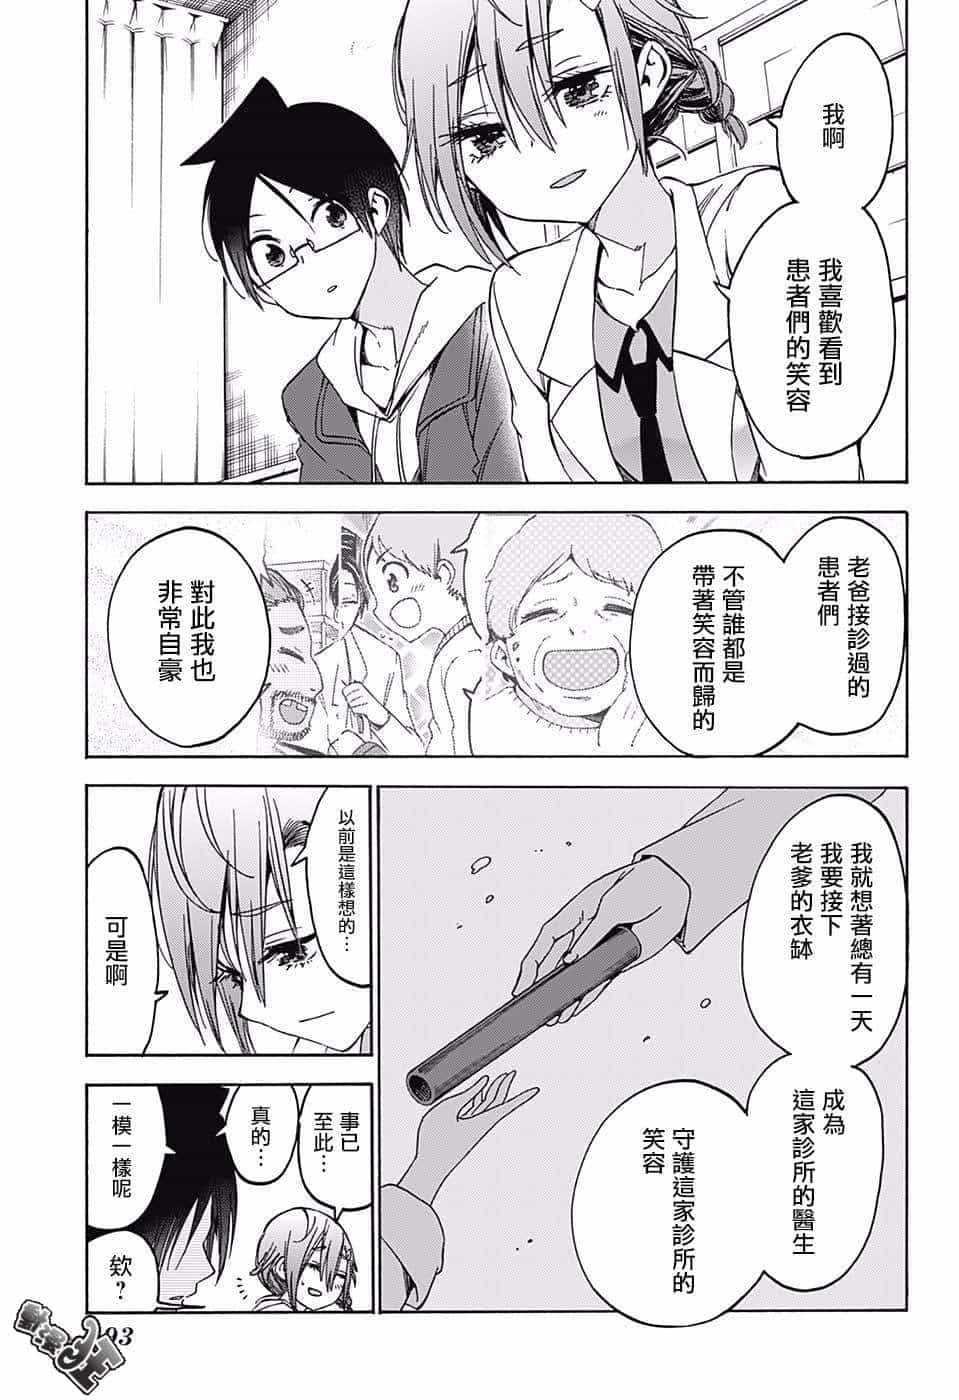 我啊
我喜歡看到
患者們的笑容
老爸接診過的
患者們
不管誰都是
帶著笑容而歸的
對此我也
非常自豪
我就想著總有一天
我要接下
老爹的衣缽
成為
這家診所的醫生
守護這家診所的
笑容
以前是這樣想的…
可是啊
事已
至此…
真的…
一模一樣呢
欸?
93